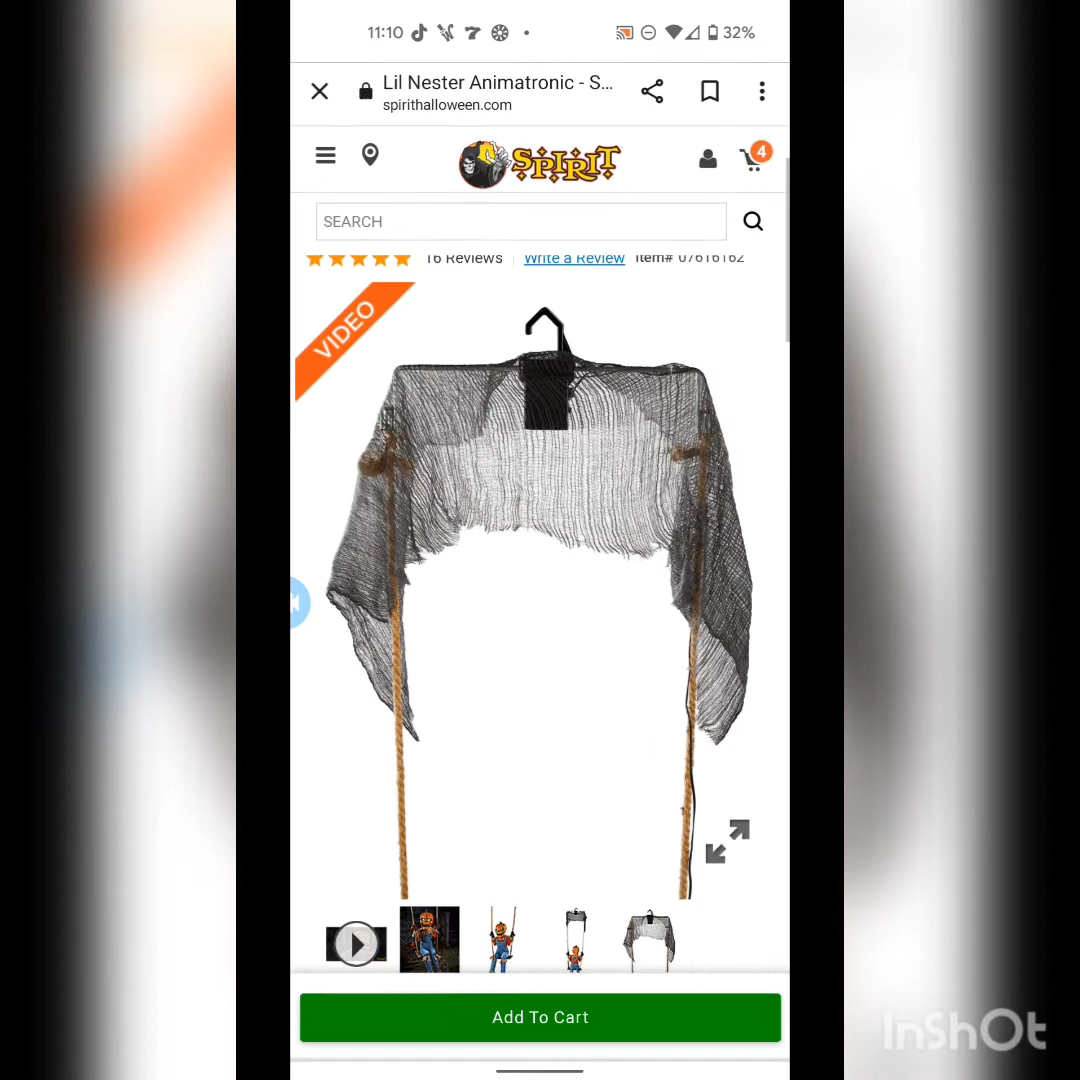 11:10
32%
Lil Nester Animatronic - S...
spirithalloween.com
SPIRIT
4
SEARCH
16 Reviews
Write a Review
Item# 07616162
VIDEO
Add To Cart
InShOt